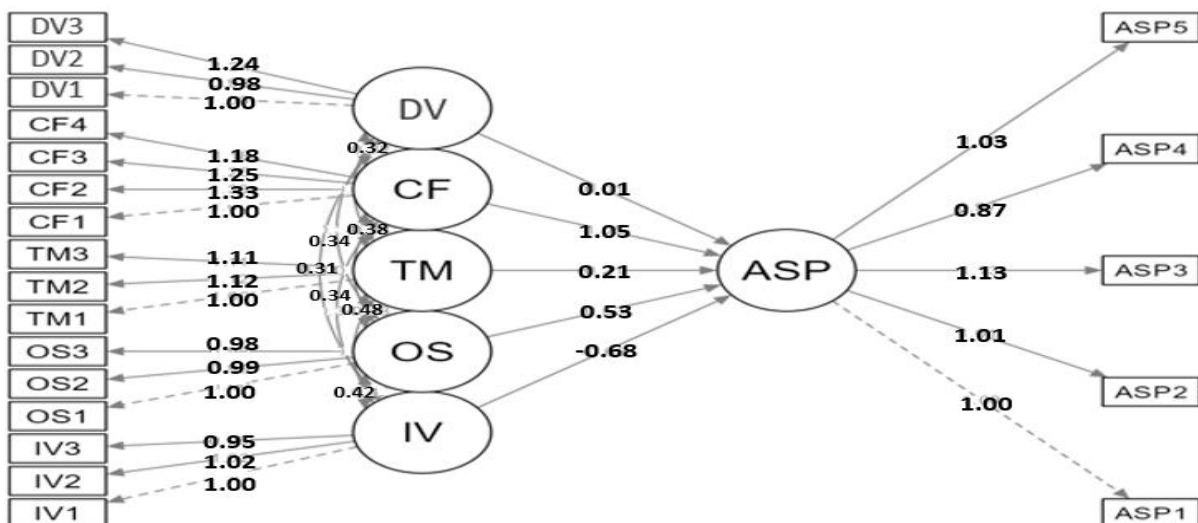 DV3
DV2
DV1
CF4
CF3
CF2
CF1
TM3
TM2
TM1
OS3
OS2
OS1
IV3
IV2
IV1
1.24
0.98
1.00
1.18
1.25
1.33
1.00
1.11
1.12
1.00
0.98
0.99
1.00
0.95
1.02
1.00
DV
CF
TM
OS
IV
0.32
0.38
0.34
0.31
0.34
0.48
0.42
0.01
1.05
0.21
0.53
-0.68
ASP
1.03
0.87
1.13
1.01
1.00
ASP5
ASP4
ASP3
ASP2
ASP1